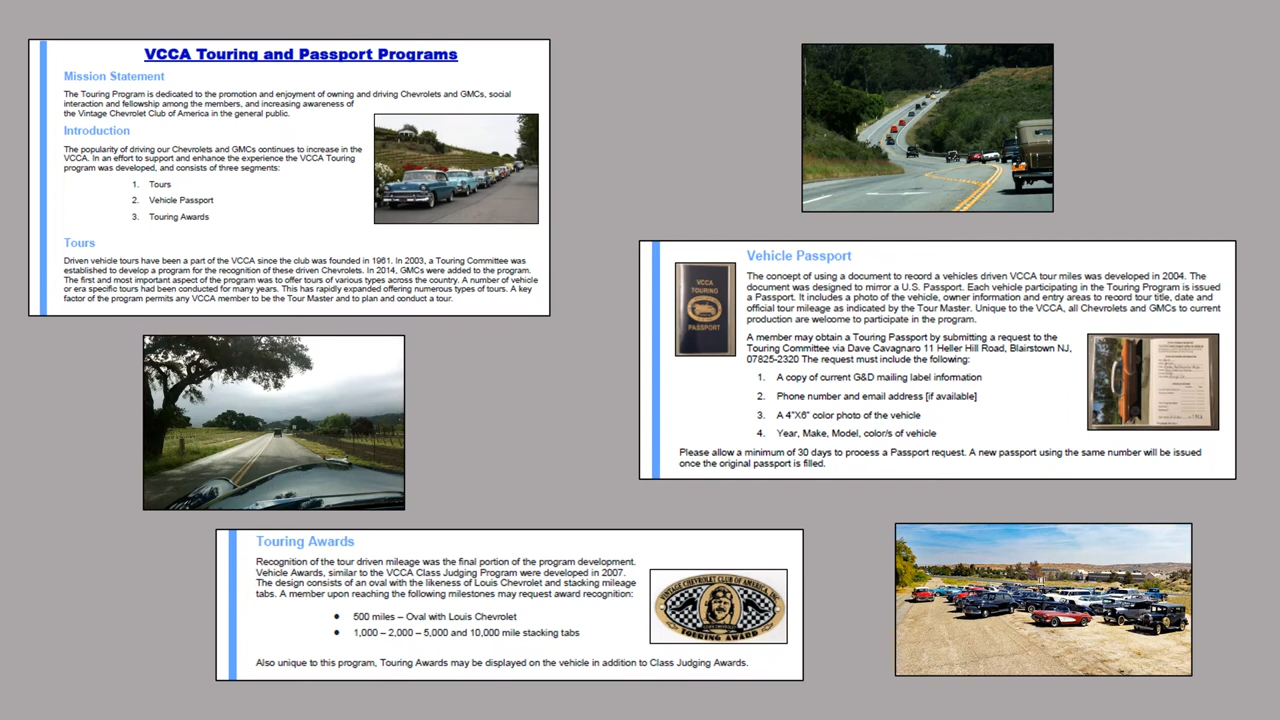 VCCA Touring and Passport Programs
Mission Statement
The Touring Program is dedicated to the promotion and enjoyment of owning and driving Chevrolets and GMCs, social
interaction and fellowship among the members, and increasing awareness of
the Vintage Chevrolet Club of America in the general public.
Introduction
The popularity of driving our Chevrolets and GMCs continues to increase in the
VCCA. In an effort to support and enhance the experience the VCCA Touring
program was developed, and consists of three segments:
1. Tours
2. Vehicle Passport
3. Touring Awards
Tours
Driven vehicle tours have been a part of the VCCA since the club was founded in 1961. In 2003, a Touring Committee was
established to develop a program for the recognition of these driven Chevrolets. In 2014, GMCs were added to the program.
The first and most important aspect of the program was to offer tours of various types across the country. A number of vehicle
or era specific tours had been conducted for many years. This has rapidly expanded offering numerous types of tours. A key
factor of the program permits any VCCA member to be the Tour Master and to plan and conduct a tour.
Vehicle Passport
VCCA
TOURING
PASSPORT
The concept of using a document to record a vehicles driven VCCA tour miles was developed in 2004. The
document was designed to mirror a U.S. Passport. Each vehicle participating in the Touring Program is issued
a Passport. It includes a photo of the vehicle, owner information and entry areas to record tour title, date and
official tour mileage as indicated by the Tour Master. Unique to the VCCA, all Chevrolets and GMCs to current
production are welcome to participate in the program.
A member may obtain a Touring Passport by submitting a request to the
Touring Committee via Dave Cavagnaro 11 Heller Hill Road, Blairstown NJ,
07825-2320 The request must include the following:
1. A copy of current G&D mailing label information
2. Phone number and email address [if available]
3. A 4"X6" color photo of the vehicle
4. Year, Make, Model, color/s of vehicle
Please allow a minimum of 30 days to process a Passport request. A new passport using the same number will be issued
once the original passport is filled.
Touring Awards
Recognition of the tour driven mileage was the final portion of the program development.
Vehicle Awards, similar to the VCCA Class Judging Program were developed in 2007.
The design consists of an oval with the likeness of Louis Chevrolet and stacking mileage
tabs. A member upon reaching the following milestones may request award recognition:
• 500 miles – Oval with Louis Chevrolet
• 1,000 – 2,000 – 5,000 and 10,000 mile stacking tabs
VINTAGE CHEVROLET CLUB OF AMERICA, INC.
LOUIS CHEVROLET
TOURING AWARD
Also unique to this program, Touring Awards may be displayed on the vehicle in addition to Class Judging Awards.